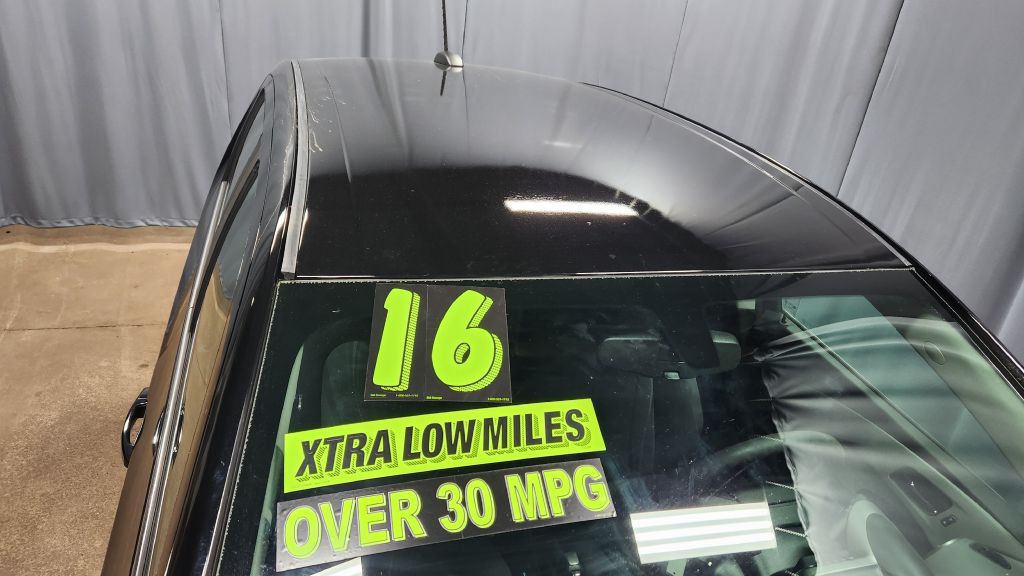 16
XTRA LOW MILES
OVER 30 MPG